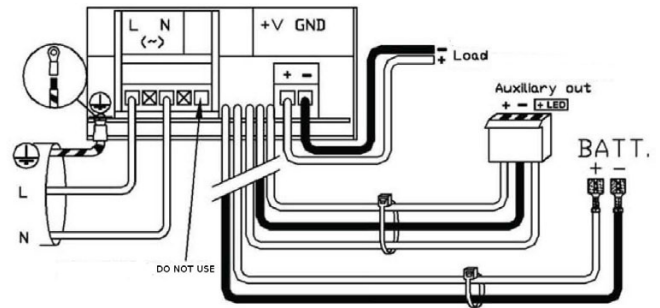 L N
(~)
+V GND
+ −
−
+ Load
Auxiliary out
+ − + LED
BATT.
+ −
L
N
DO NOT USE